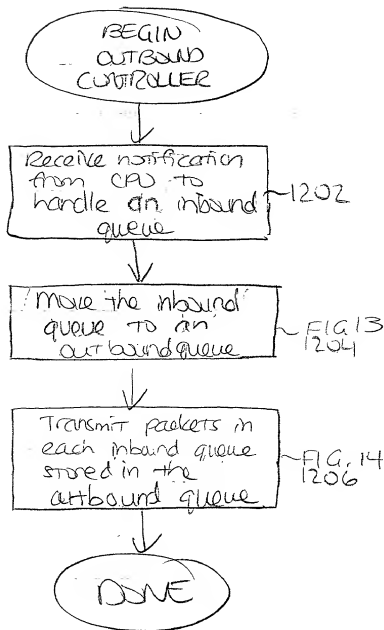 BEGIN
OUTBOUND
CONTROLLER
Receive notification
from CPU to
handle an inbound
queue
1202
Move the inbound
queue to an
outbound queue
FIG 13
1204
Transmit packets in
each inbound queue
stored in the
outbound queue
FIG. 14
1206
DONE